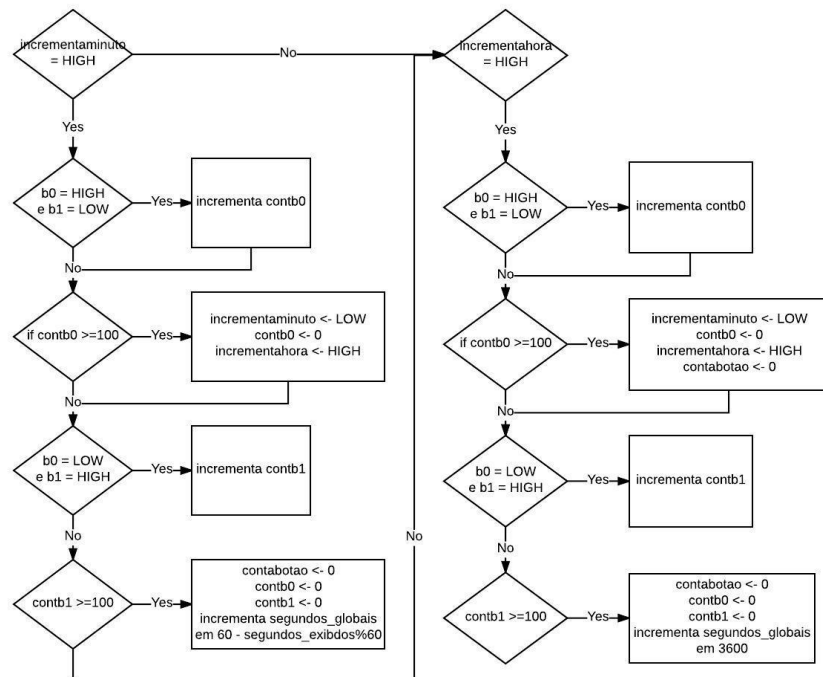 incrementaminuto
= HIGH
No
Yes
b0 = HIGH
e b1 = LOW
Yes
incrementa contb0
No
if contb0 >=100
Yes
incrementaminuto <- LOW
contb0 <- 0
incrementahora <- HIGH
No
b0 = LOW
e b1 = HIGH
Yes
incrementa contb1
No
contb1 >=100
Yes
contabotao <- 0
contb0 <- 0
contb1 <- 0
incrementa segundos_globais
em 60 - segundos_exibdos%60
No
incrementahora
= HIGH
Yes
b0 = HIGH
e b1 = LOW
Yes
incrementa contb0
No
if contb0 >=100
Yes
incrementaminuto <- LOW
contb0 <- 0
incrementahora <- HIGH
contabotao <- 0
No
b0 = LOW
e b1 = HIGH
Yes
incrementa contb1
No
contb1 >=100
Yes
contabotao <- 0
contb0 <- 0
contb1 <- 0
incrementa segundos_globais
em 3600